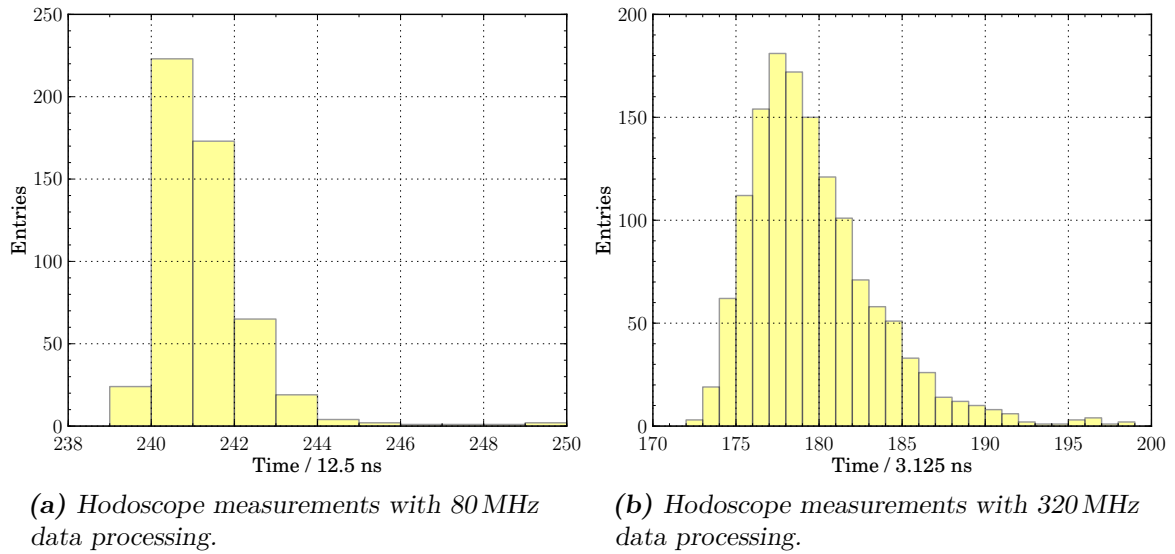 250
200
150
100
50
0
Entries
238 240 242 244 246 248 250
Time / 12.5 ns
(a) Hodoscope measurements with 80 MHz
data processing.
200
150
100
50
0
Entries
170 175 180 185 190 195 200
Time / 3.125 ns
(b) Hodoscope measurements with 320 MHz
data processing.